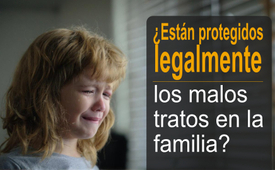 ¿Están protegidos
legalmente
los malos
tratos en la
familia?